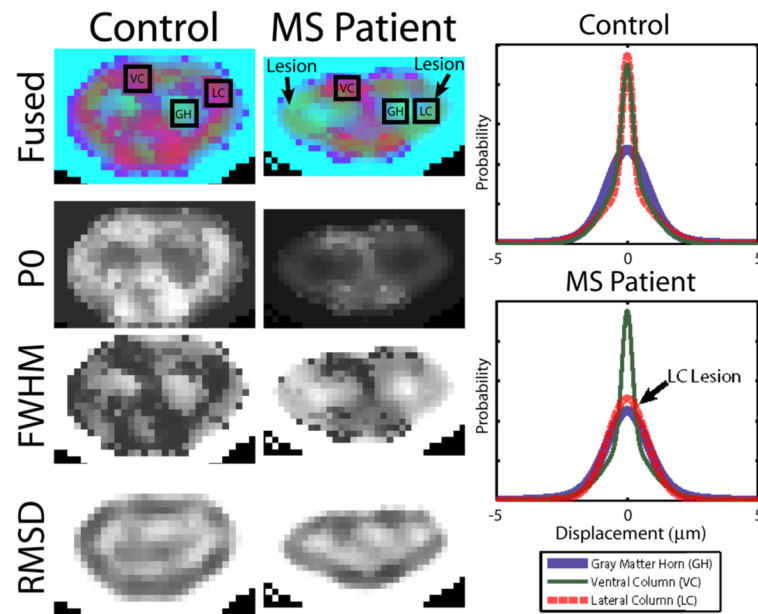 Control
MS Patient
Fused
VC
LC
GH
Lesion
Lesion
VC
GH
LC
P0
FWHM
RMSD
Control
Probability
-5
0
5
MS Patient
LC Lesion
Probability
-5
0
5
Displacement (μm)
Gray Matter Horn (GH)
Ventral Column (VC)
Lateral Column (LC)